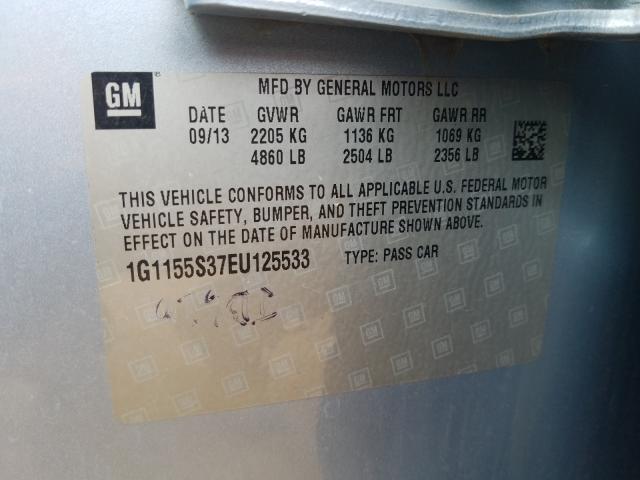 GM
MFD BY GENERAL MOTORS LLC
DATE GVWR GAWR FRT GAWR RR
09/13 2205 KG 1136 KG 1069 KG
4860 LB 2504 LB 2356 LB
THIS VEHICLE CONFORMS TO ALL APPLICABLE U.S. FEDERAL MOTOR
VEHICLE SAFETY, BUMPER, AND THEFT PREVENTION STANDARDS IN
EFFECT ON THE DATE OF MANUFACTURE SHOWN ABOVE.
1G1155S37EU125533 TYPE: PASS CAR